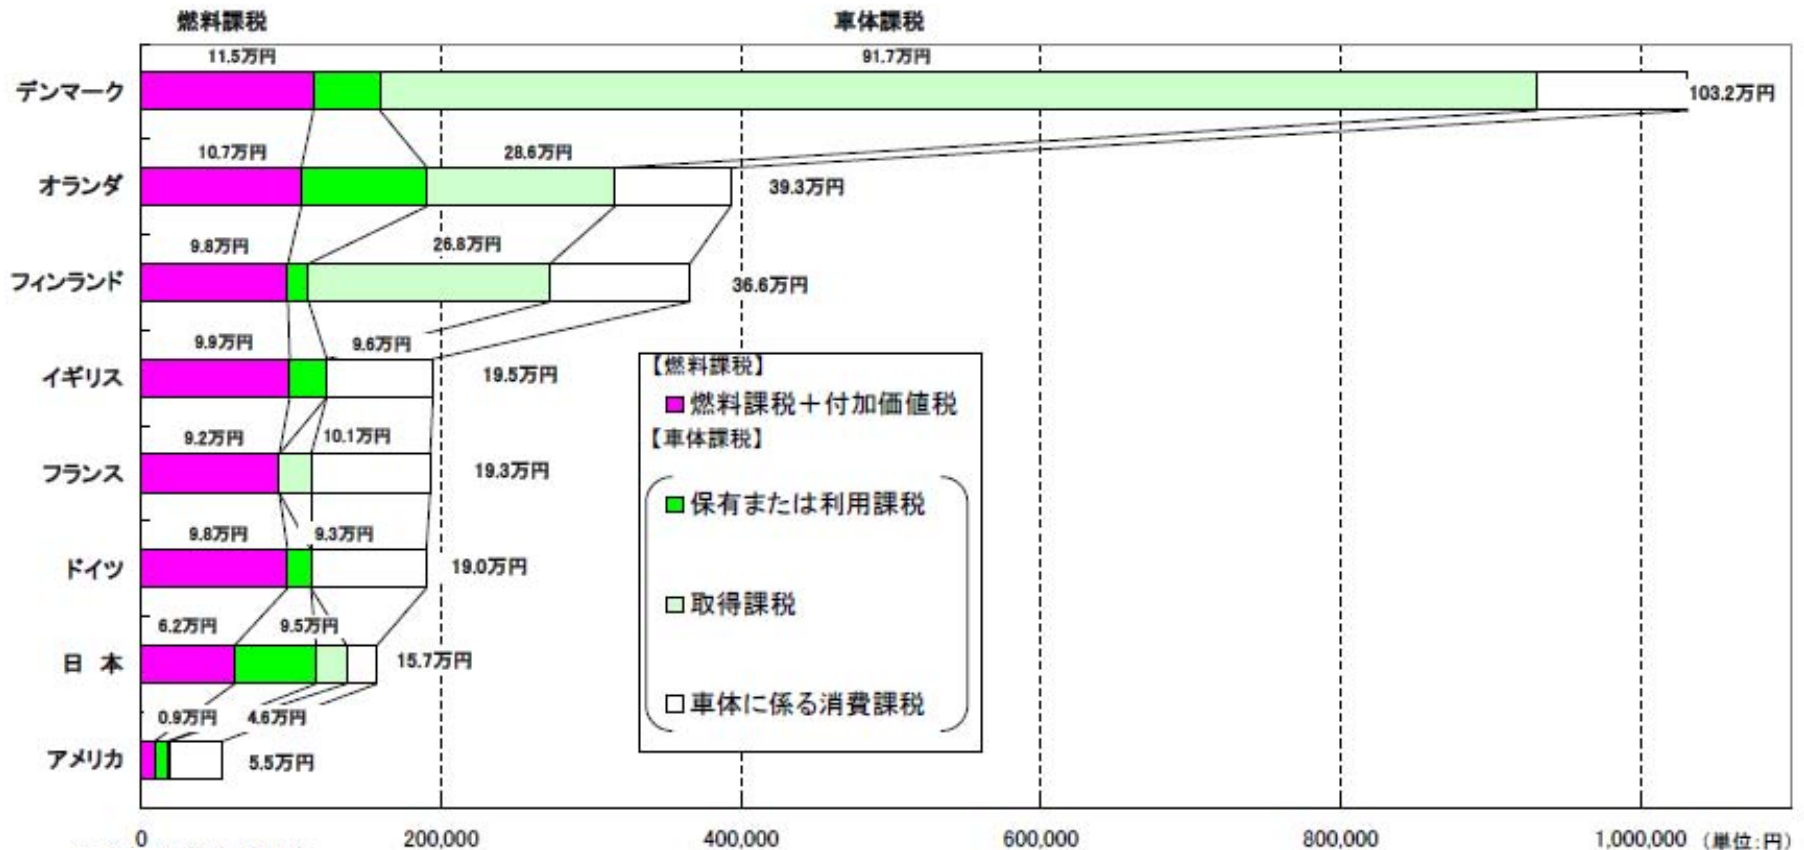 燃料課税 車体課税
11.5万円 91.7万円
デンマーク 103.2万円
10.7万円 28.6万円
オランダ 39.3万円
9.8万円 26.8万円
フィンランド 36.6万円
9.9万円 9.6万円
イギリス 19.5万円
9.2万円 10.1万円
フランス 19.3万円
9.8万円 9.3万円
ドイツ 19.0万円
6.2万円 9.5万円
日 本 15.7万円
0.9万円 4.6万円
アメリカ 5.5万円
【燃料課税】
燃料課税+付加価値税
【車体課税】
保有または利用課税
取得課税
車体に係る消費課税
0 200,000 400,000 600,000 800,000 1,000,000 (単位:円)